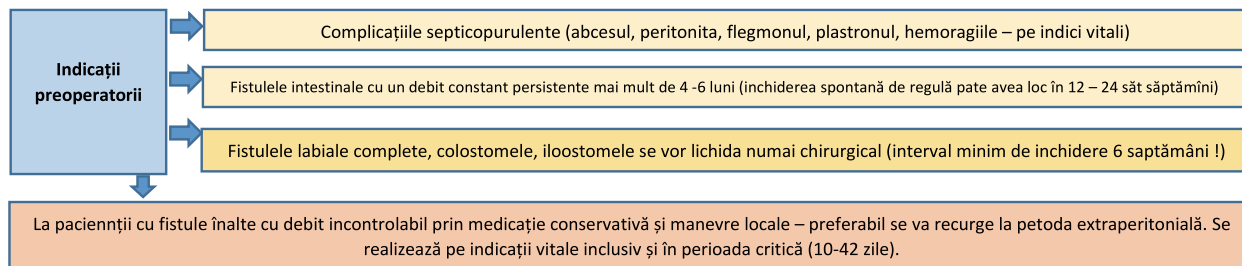 Indicații
preoperatorii
Complicațiile septicopurulente (abcesul, peritonita, flegmonul, plastronul, hemoragiile – pe indici vitali)
Fistulele intestinale cu un debit constant persistente mai mult de 4 -6 luni (inchiderea spontană de regulă pate avea loc în 12 – 24 săt săptămîni)
Fistulele labiale complete, colostomele, iloostomele se vor lichida numai chirurgical (interval minim de inchidere 6 saptămâni !)
La paciennții cu fistule înalte cu debit incontrolabil prin medicație conservativă și manevre locale – preferabil se va recurge la petoda extraperitonială. Se
realizează pe indicații vitale inclusiv și în perioada critică (10-42 zile).